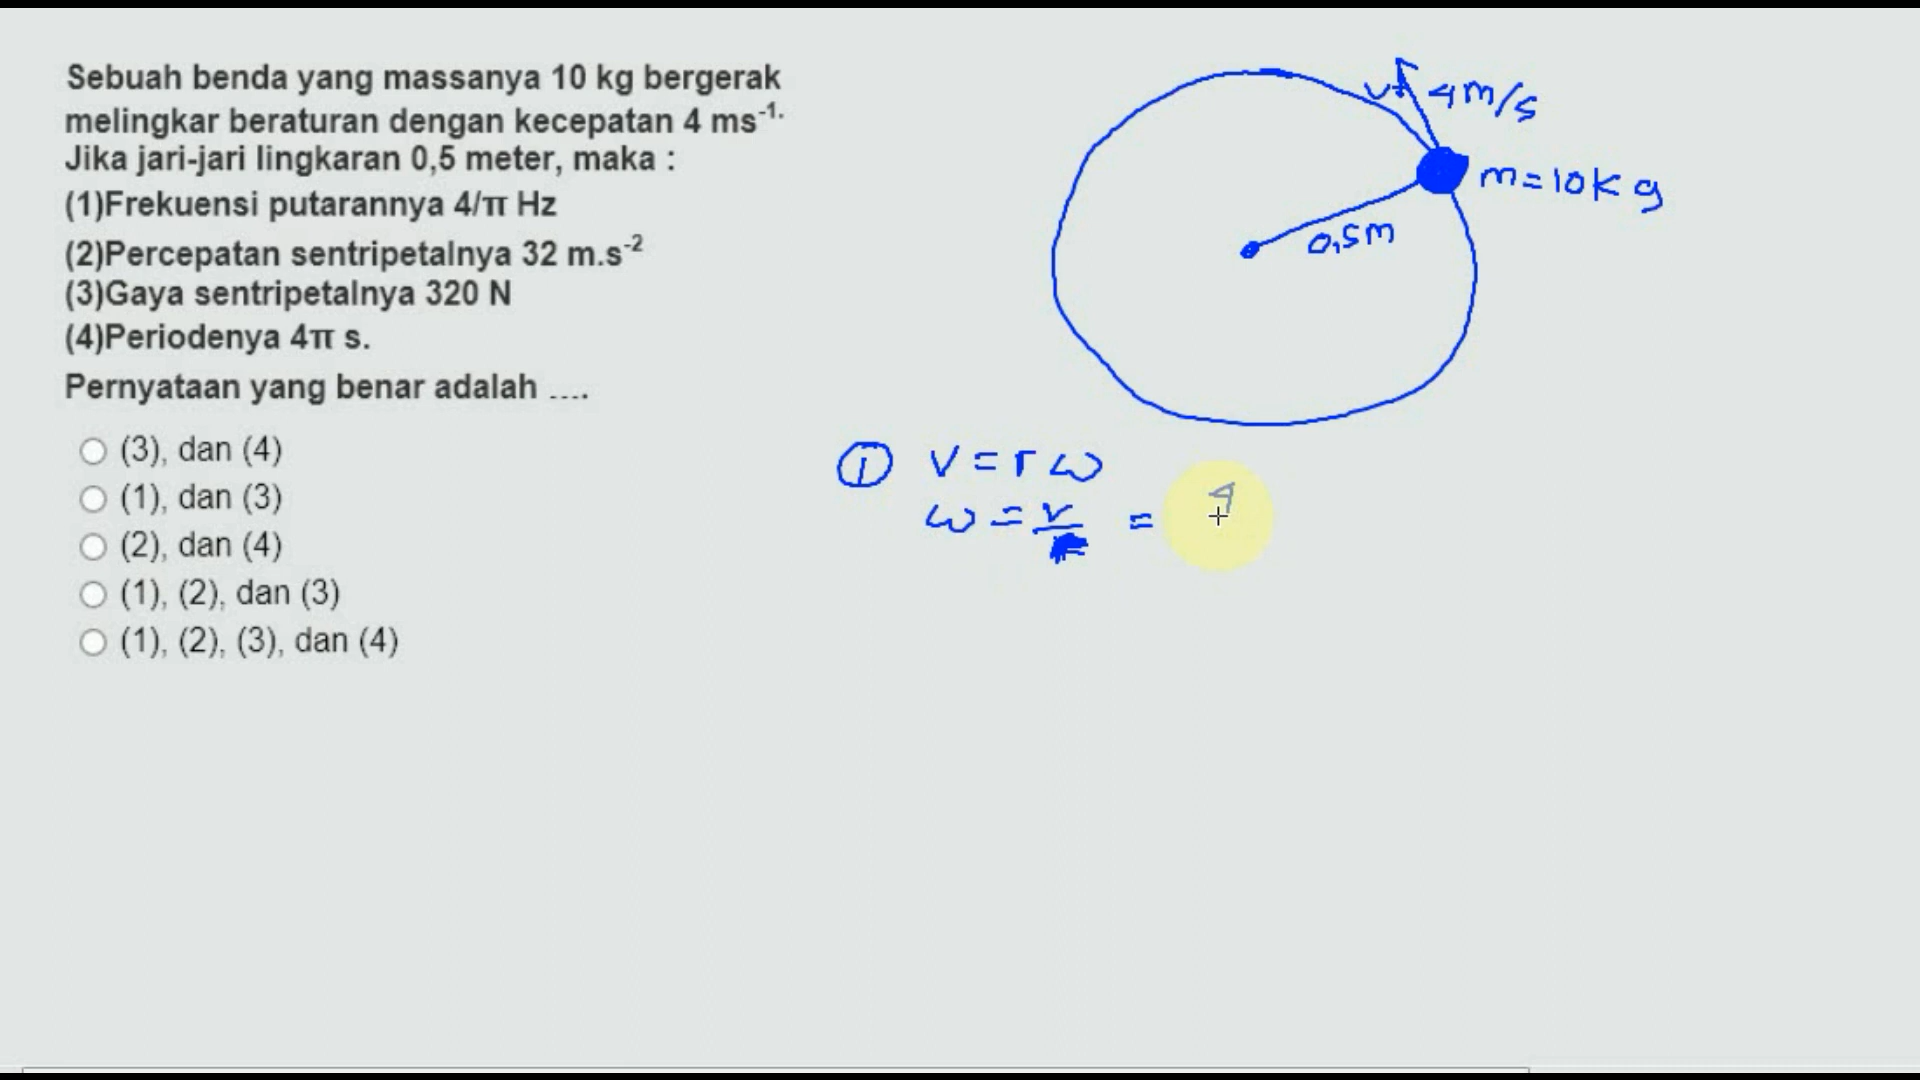 Sebuah benda yang massanya 10 kg bergerak
melingkar beraturan dengan kecepatan 4 ms⁻¹.
Jika jari-jari lingkaran 0,5 meter, maka :
(1)Frekuensi putarannya 4/π Hz
(2)Percepatan sentripetalnya 32 m.s⁻²
(3)Gaya sentripetalnya 320 N
(4)Periodenya 4π s.
Pernyataan yang benar adalah ....
(3), dan (4)
(1), dan (3)
(2), dan (4)
(1), (2), dan (3)
(1), (2), (3), dan (4)
v= 4m/s
m=10kg
0,5m
① v=rω
ω=v/r = 4